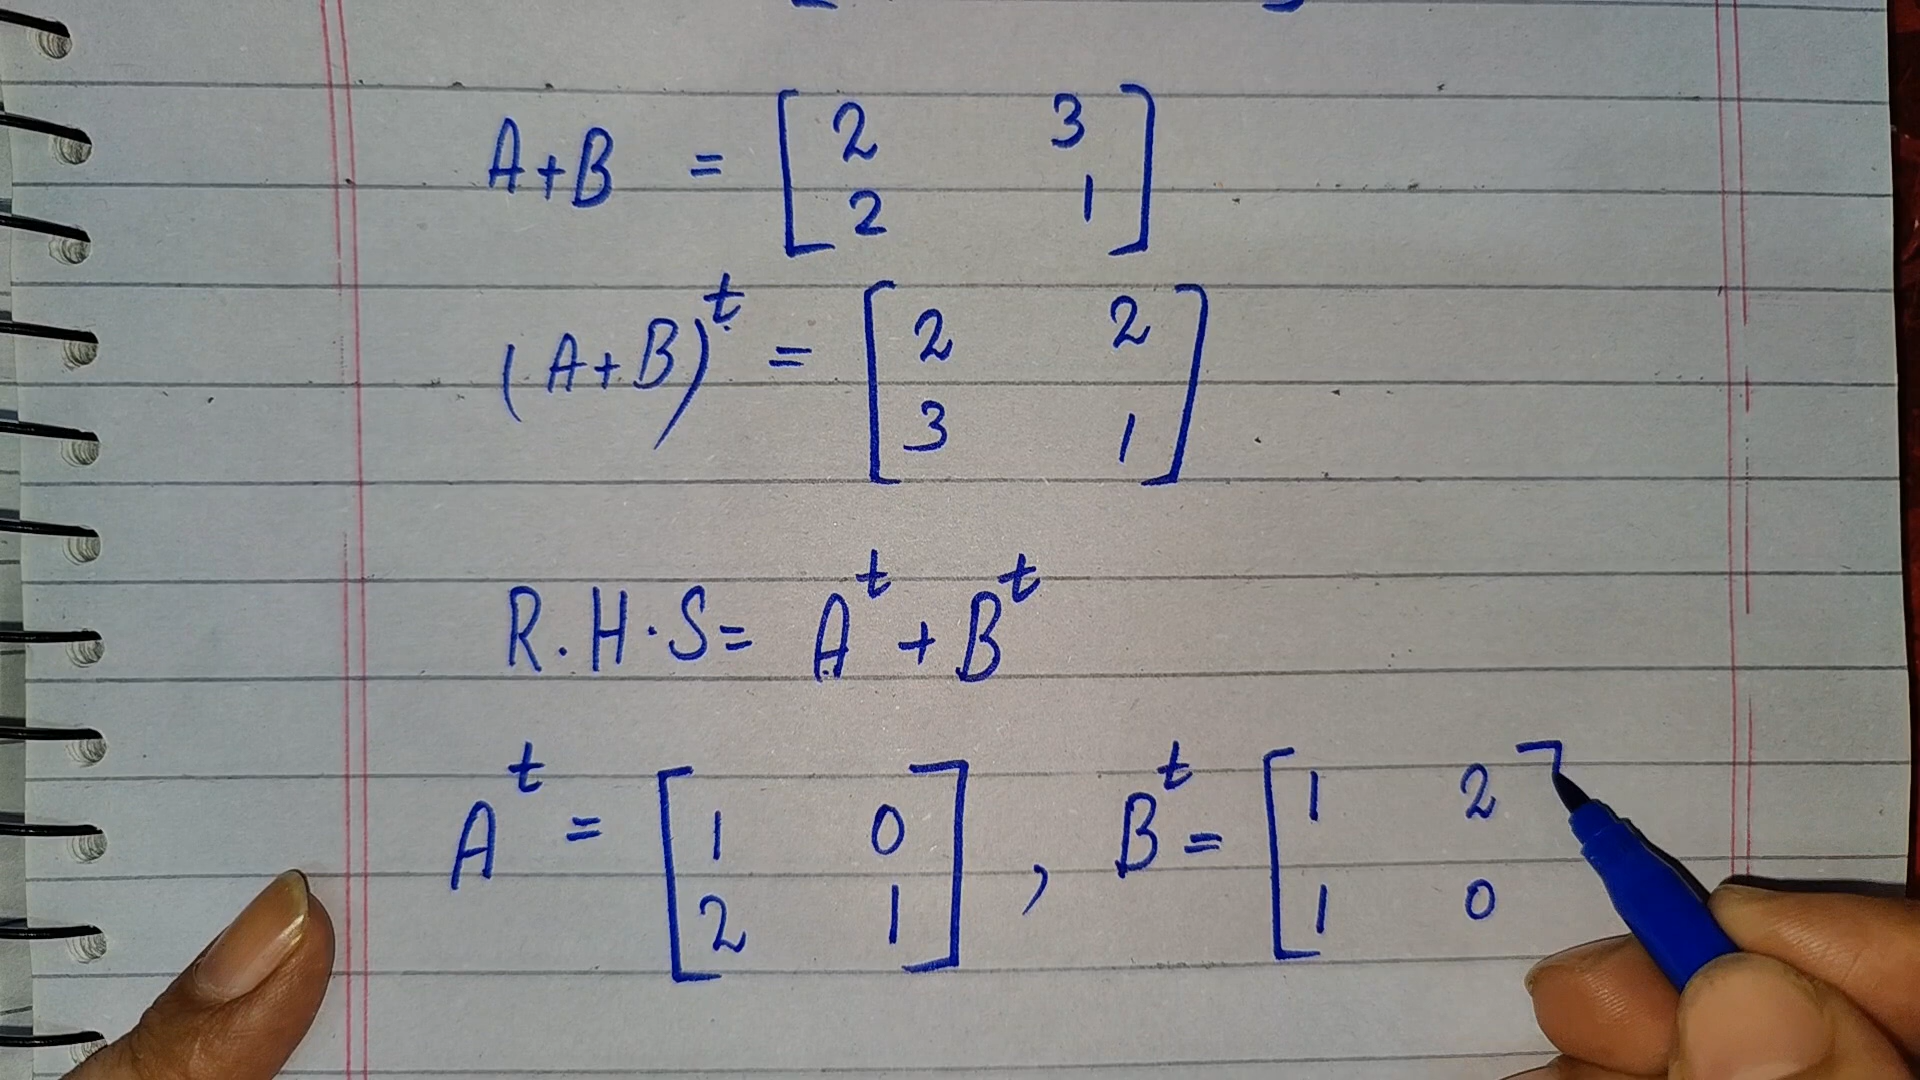 A+B = [2 3
2 1]
(A+B)^t = [2 2
3 1]
R.H.S= A^t + B^t
A^t = [1 0
2 1] , B^t = [1 2
1 0